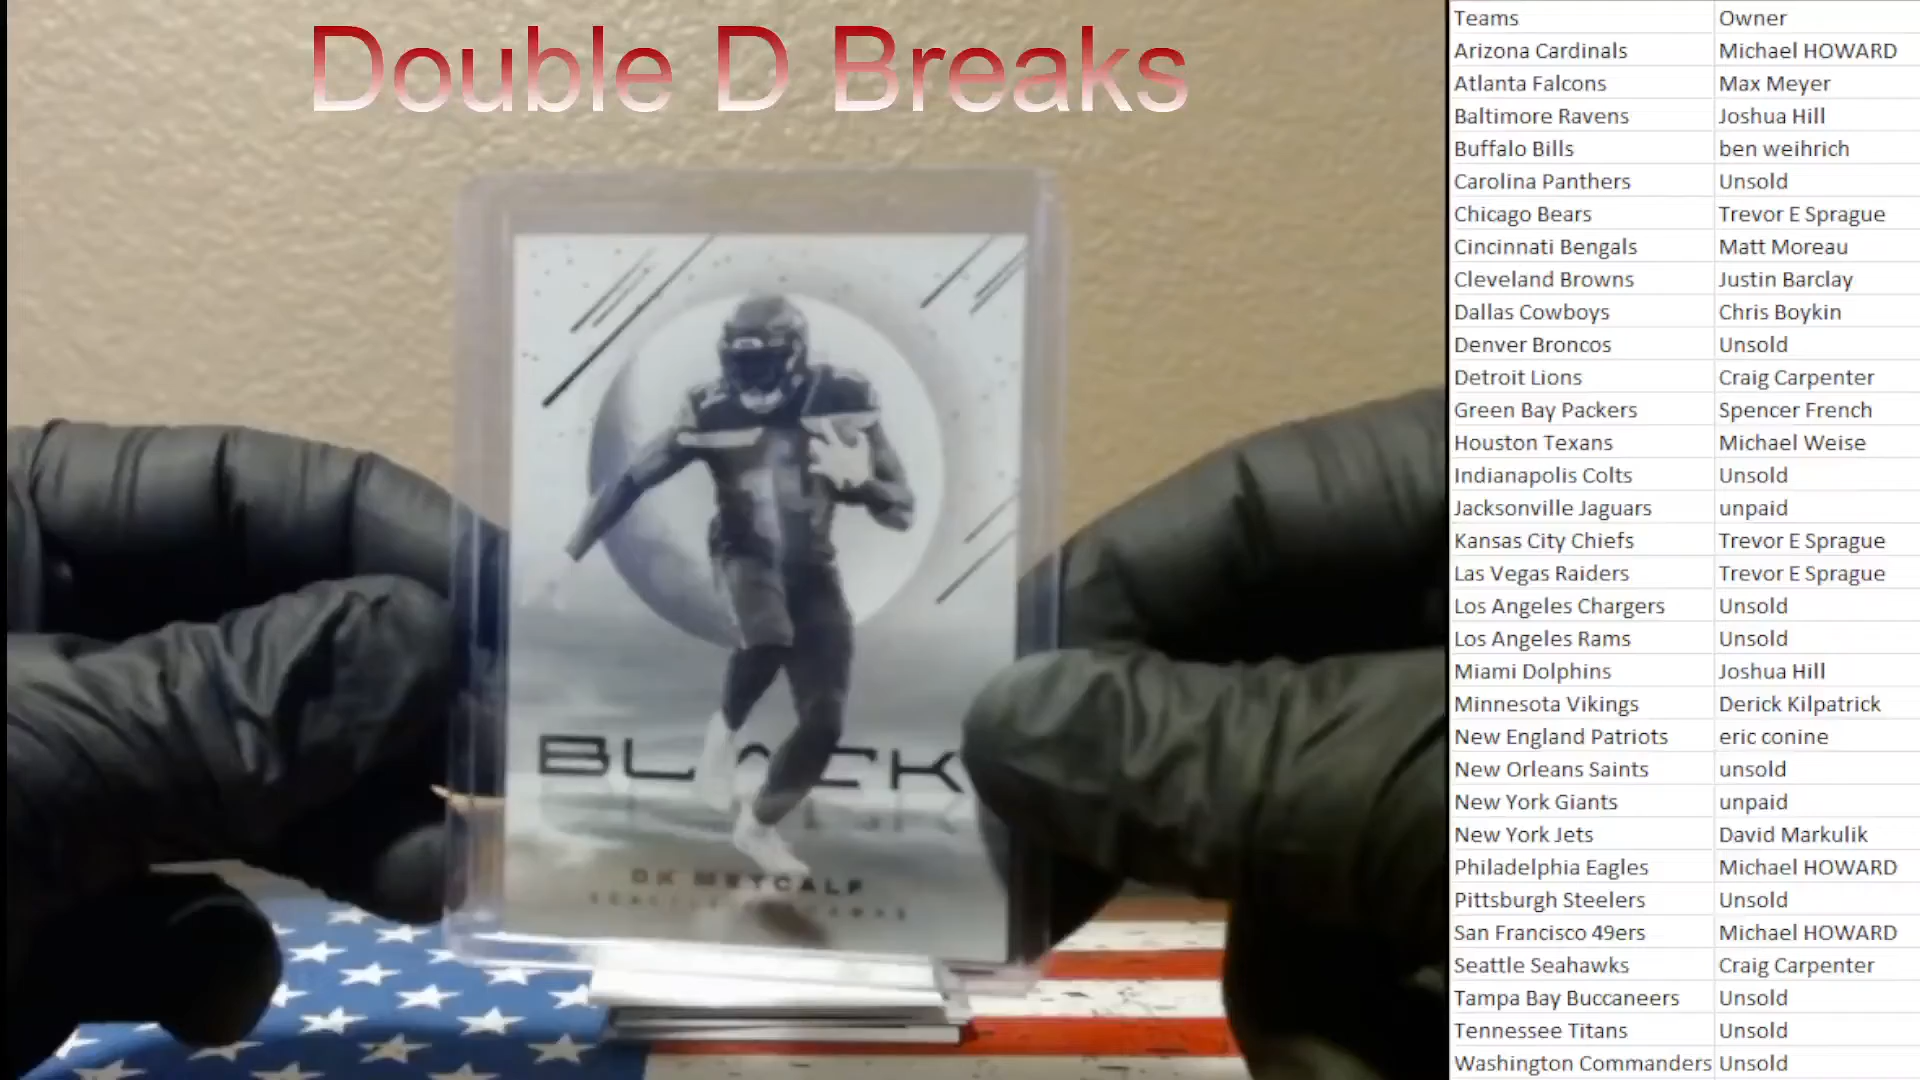 Double D Breaks
BLACK
DK METCALF
SEATTLE SEAHAWKS
Teams Owner
Arizona Cardinals Michael HOWARD
Atlanta Falcons Max Meyer
Baltimore Ravens Joshua Hill
Buffalo Bills ben weihrich
Carolina Panthers Unsold
Chicago Bears Trevor E Sprague
Cincinnati Bengals Matt Moreau
Cleveland Browns Justin Barclay
Dallas Cowboys Chris Boykin
Denver Broncos Unsold
Detroit Lions Craig Carpenter
Green Bay Packers Spencer French
Houston Texans Michael Weise
Indianapolis Colts Unsold
Jacksonville Jaguars unpaid
Kansas City Chiefs Trevor E Sprague
Las Vegas Raiders Trevor E Sprague
Los Angeles Chargers Unsold
Los Angeles Rams Unsold
Miami Dolphins Joshua Hill
Minnesota Vikings Derick Kilpatrick
New England Patriots eric conine
New Orleans Saints unsold
New York Giants unpaid
New York Jets David Markulik
Philadelphia Eagles Michael HOWARD
Pittsburgh Steelers Unsold
San Francisco 49ers Michael HOWARD
Seattle Seahawks Craig Carpenter
Tampa Bay Buccaneers Unsold
Tennessee Titans Unsold
Washington Commanders Unsold